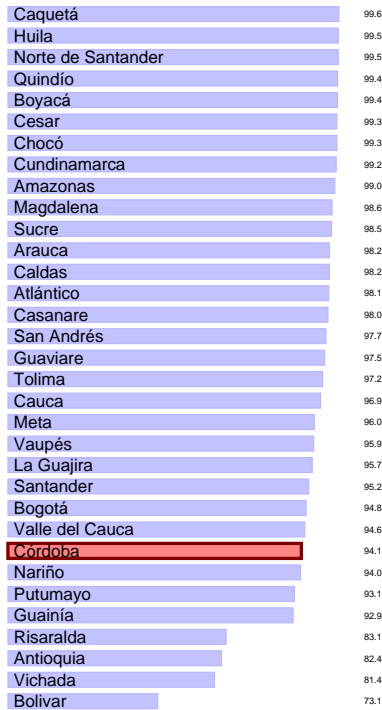 Caquetá 99.6
Huila 99.5
Norte de Santander 99.5
Quindío 99.4
Boyacá 99.4
Cesar 99.3
Chocó 99.3
Cundinamarca 99.2
Amazonas 99.0
Magdalena 98.6
Sucre 98.5
Arauca 98.2
Caldas 98.2
Atlántico 98.1
Casanare 98.0
San Andrés 97.7
Guaviare 97.5
Tolima 97.2
Cauca 96.9
Meta 96.0
Vaupés 95.9
La Guajira 95.7
Santander 95.2
Bogotá 94.8
Valle del Cauca 94.6
Córdoba 94.1
Nariño 94.0
Putumayo 93.1
Guainía 92.9
Risaralda 83.1
Antioquia 82.4
Vichada 81.4
Bolivar 73.1